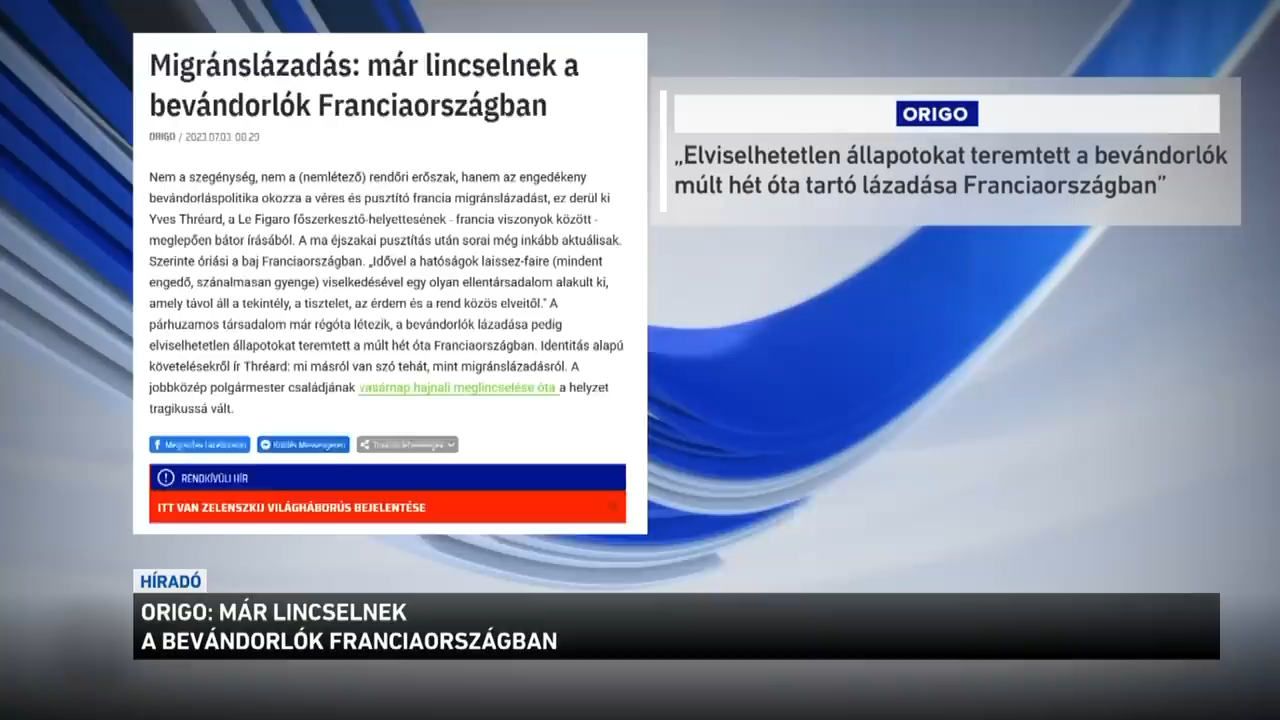 Migránslázadás: már lincselnek a
bevándorlók Franciaországban
ORIGO / 2023.07.03. 08:29
Nem a szegénység, nem a (nemlétező) rendőri erőszak, hanem az engedékeny
bevándorláspolitika okozza a véres és pusztító francia migránslázadást, ez derül ki
Yves Thréard, a Le Figaro főszerkesztő-helyettesének - francia viszonyok között -
meglepően bátor írásából. A ma éjszakai pusztítás után sorai még inkább aktuálisak.
Szerinte óriási a baj Franciaországban. „Idővel a hatóságok laissez-faire (mindent
engedő, szánalmasan gyenge) viselkedésével egy olyan ellentársadalom alakult ki,
amely távol áll a tekintély, a tisztelet, az érdem és a rend közös elveitől." A
párhuzamos társadalom már régóta létezik, a bevándorlók lázadása pedig
elviselhetetlen állapotokat teremtett a múlt hét óta Franciaországban. Identitás alapú
követelésekről ír Thréard: mi másról van szó tehát, mint migránslázadásról. A
jobbközép polgármester családjának vasárnap hajnali meglincselése óta a helyzet
tragikussá vált.
Megosztás Facebookon Küldés Messengeren
RENDKÍVÜLI HÍR
ITT VAN ZELENSZKIJ VILÁGHÁBORÚS BEJELENTÉSE
ORIGO
„Elviselhetetlen állapotokat teremtett a bevándorlók
múlt hét óta tartó lázadása Franciaországban”
HÍRADÓ
ORIGO: MÁR LINCSELNEK
A BEVÁNDORLÓK FRANCIAORSZÁGBAN